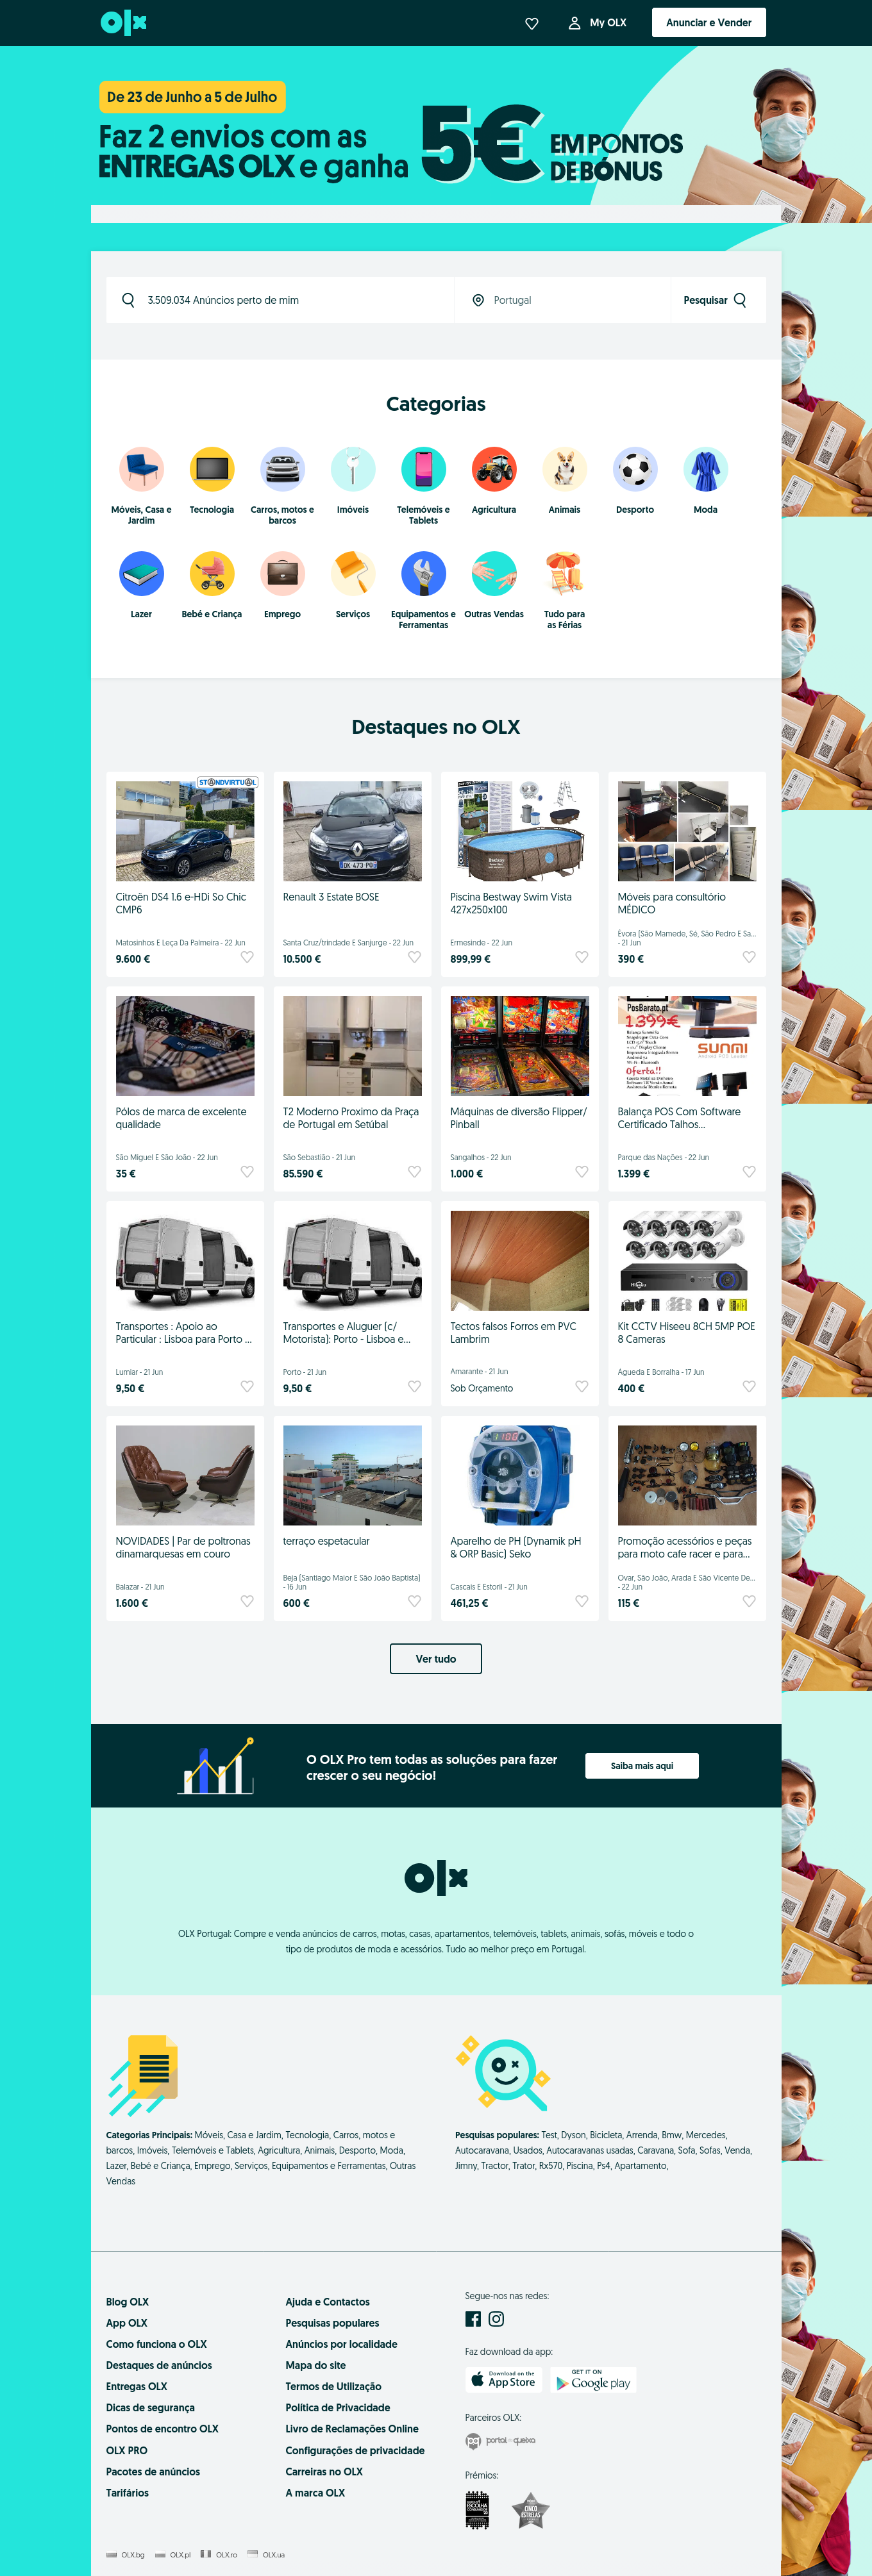 olx
My OLX
Anunciar e Vender
De 23 de Junho a 5 de Julho
Faz 2 envios com as
ENTREGAS OLX e ganha
5€
EM PONTOS
DE BÓNUS
3.509.034 Anúncios perto de mim
Portugal
Pesquisar
Categorias
Móveis, Casa e
Jardim
Tecnologia
Carros, motos e
barcos
Imóveis
Telemóveis e
Tablets
Agricultura
Animais
Desporto
Moda
Lazer
Bebé e Criança
Emprego
Serviços
Equipamentos e
Ferramentas
Outras Vendas
Tudo para
as Férias
Destaques no OLX
STANDVIRTUAL
Citroën DS4 1.6 e-HDi So Chic
CMP6
Matosinhos E Leça Da Palmeira - 22 Jun
9.600 €
Renault 3 Estate BOSE
Santa Cruz/trindade E Sanjurge - 22 Jun
10.500 €
Piscina Bestway Swim Vista
427x250x100
Ermesinde - 22 Jun
899,99 €
Móveis para consultório
MÉDICO
Évora (São Mamede, Sé, São Pedro E Sa...
- 21 Jun
390 €
Pólos de marca de excelente
qualidade
São Miguel E São João - 22 Jun
35 €
T2 Moderno Proximo da Praça
de Portugal em Setúbal
São Sebastião - 21 Jun
85.590 €
Máquinas de diversão Flipper/
Pinball
Sangalhos - 22 Jun
1.000 €
PosBarato.pt
1.399€
Oferta!!
SUNMI
Balança POS Com Software
Certificado Talhos...
Parque das Nações - 22 Jun
1.399 €
Transportes : Apoio ao
Particular : Lisboa para Porto ...
Lumiar - 21 Jun
9,50 €
Transportes e Aluguer (c/
Motorista): Porto - Lisboa e...
Porto - 21 Jun
9,50 €
Tectos falsos Forros em PVC
Lambrim
Amarante - 21 Jun
Sob Orçamento
Kit CCTV Hiseeu 8CH 5MP POE
8 Cameras
Águeda E Borralha - 17 Jun
400 €
NOVIDADES | Par de poltronas
dinamarquesas em couro
Balazar - 21 Jun
1.600 €
terraço espetacular
Beja (Santiago Maior E São João Baptista)
- 16 Jun
600 €
Aparelho de PH (Dynamik pH
& ORP Basic) Seko
Cascais E Estoril - 21 Jun
461,25 €
Promoção acessórios e peças
para moto cafe racer e para...
Ovar, São João, Arada E São Vicente De...
- 22 Jun
115 €
Ver tudo
O OLX Pro tem todas as soluções para fazer
crescer o seu negócio!
Saiba mais aqui
olx
OLX Portugal: Compre e venda anúncios de carros, motas, casas, apartamentos, telemóveis, tablets, animais, sofás, móveis e todo o
tipo de produtos de moda e acessórios. Tudo ao melhor preço em Portugal.
Categorias Principais: Móveis, Casa e Jardim, Tecnologia, Carros, motos e
barcos, Imóveis, Telemóveis e Tablets, Agricultura, Animais, Desporto, Moda,
Lazer, Bebé e Criança, Emprego, Serviços, Equipamentos e Ferramentas, Outras
Vendas
Pesquisas populares: Test, Dyson, Bicicleta, Arrenda, Bmw, Mercedes,
Autocaravana, Usados, Autocaravanas usadas, Caravana, Sofa, Sofas, Venda,
Jimny, Tractor, Trator, Rx570, Piscina, Ps4, Apartamento,
Blog OLX
App OLX
Como funciona o OLX
Destaques de anúncios
Entregas OLX
Dicas de segurança
Pontos de encontro OLX
OLX PRO
Pacotes de anúncios
Tarifários
Ajuda e Contactos
Pesquisas populares
Anúncios por localidade
Mapa do site
Termos de Utilização
Política de Privacidade
Livro de Reclamações Online
Configurações de privacidade
Carreiras no OLX
A marca OLX
Segue-nos nas redes:
Faz download da app:
Download on the
App Store
GET IT ON
Google play
Parceiros OLX:
portal da queixa
Prémios:
ESCOLHA
CINCO
ESTRELAS
OLX.bg
OLX.pl
OLX.ro
OLX.ua